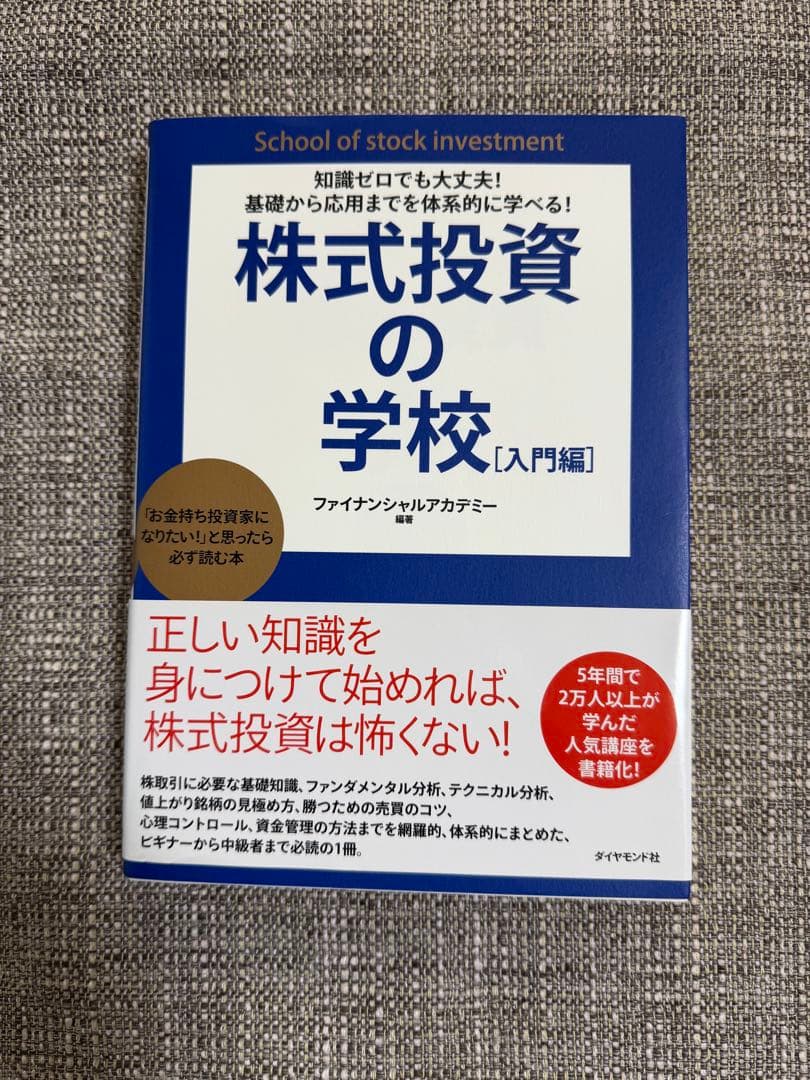 School of stock investment
知識ゼロでも大丈夫!
基礎から応用までを体系的に学べる!
株式投資
の
学校[入門編]
ファイナンシャルアカデミー
編著
「お金持ち投資家に
なりたい!」と思ったら
必ず読む本
正しい知識を
身につけて始めれば、
株式投資は怖くない!
5年間で
2万人以上が
学んだ
人気講座を
書籍化!
株取引に必要な基礎知識、ファンダメンタル分析、テクニカル分析、
値上がり銘柄の見極め方、勝つための売買のコツ、
心理コントロール、資金管理の方法までを網羅的、体系的にまとめた、
ビギナーから中級者まで必読の1冊。
ダイヤモンド社